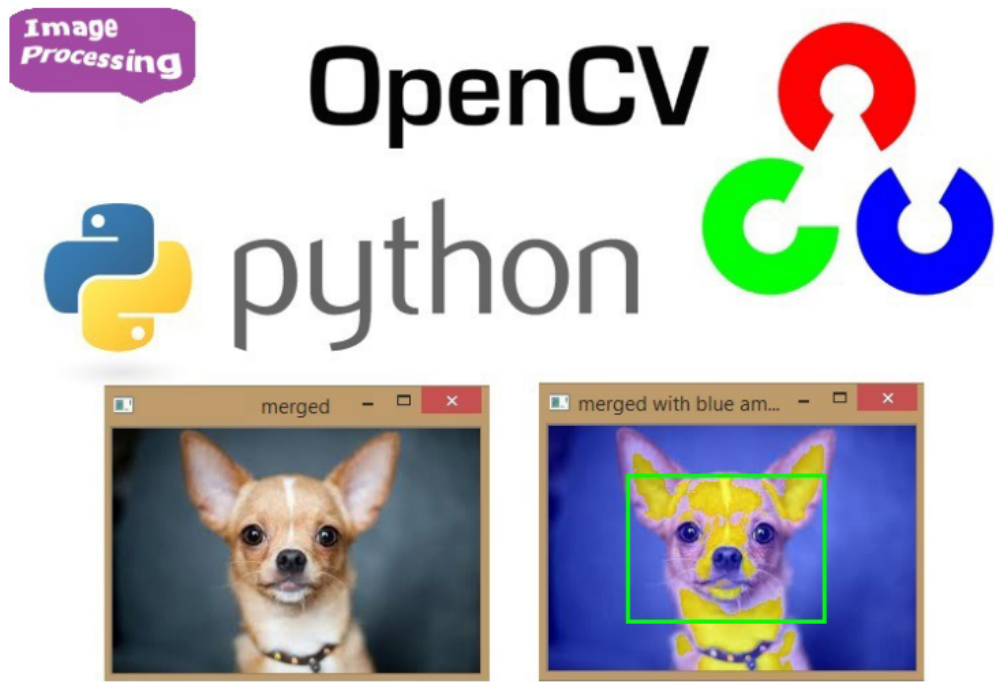 Image
Processing
OpenCV
python
merged
merged with blue am...